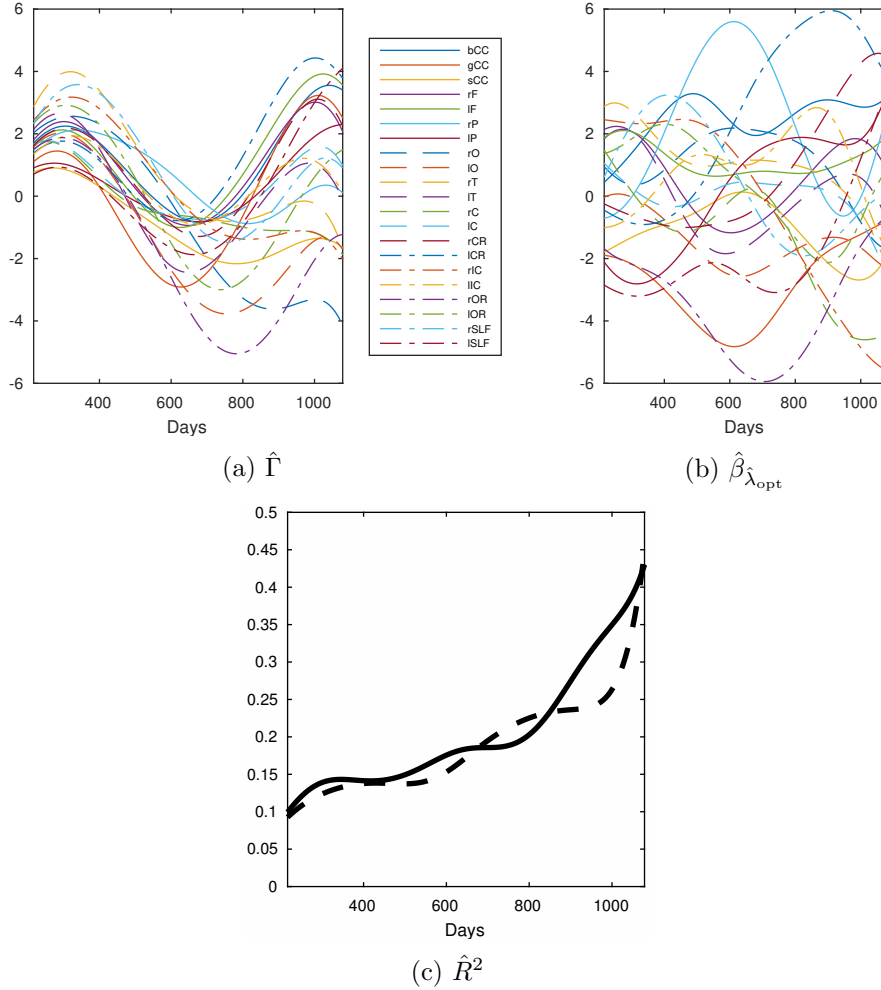 6
4
2
0
-2
-4
-6
400
600
800
1000
Days
(a) Γ̂
bCC
gCC
sCC
rF
lF
rP
lP
rO
lO
rT
lT
rC
lC
rCR
lCR
rIC
lIC
rOR
lOR
rSLF
lSLF
6
4
2
0
-2
-4
-6
400
600
800
1000
Days
(b) β̂_λ̂opt
0.5
0.45
0.4
0.35
0.3
0.25
0.2
0.15
0.1
0.05
0
400
600
800
1000
Days
(c) R̂²